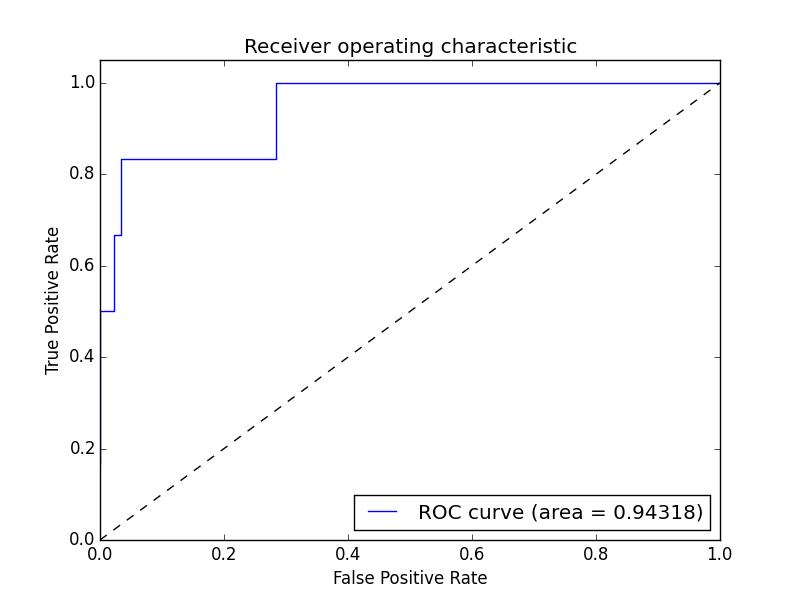 Receiver operating characteristic
True Positive Rate
1.0
0.8
0.6
0.4
0.2
0.0
ROC curve (area = 0.94318)
0.0 0.2 0.4 0.6 0.8 1.0
False Positive Rate